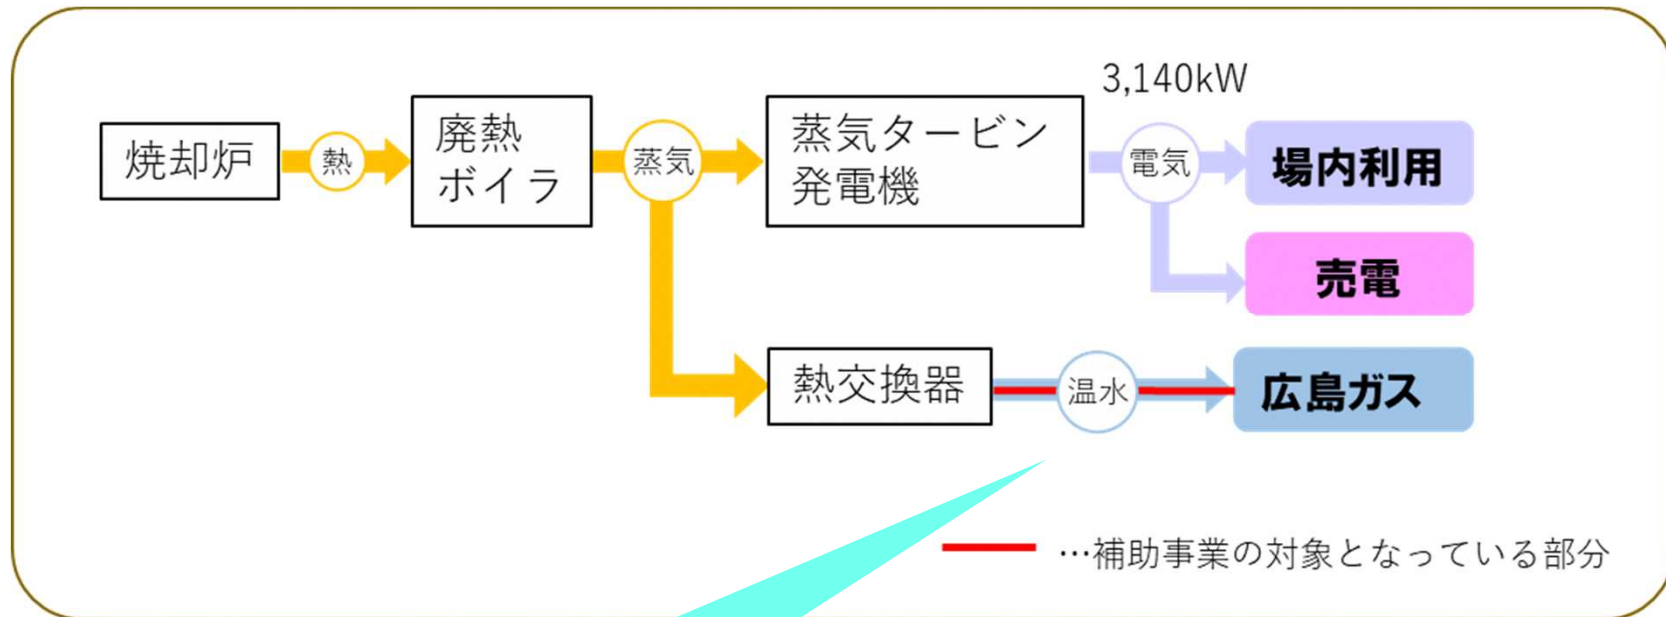 3,140kW
焼却炉
熱
廃熱
ボイラ
蒸気
蒸気タービン
発電機
電気
場内利用
売電
熱交換器
温水
広島ガス
…補助事業の対象となっている部分